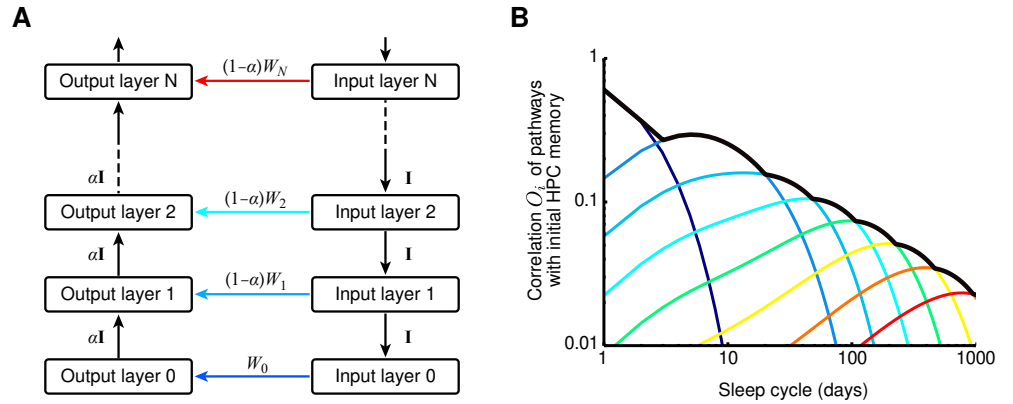 A
Output layer N
(1-α)W_N
Input layer N
αI
I
Output layer 2
(1-α)W_2
Input layer 2
αI
I
Output layer 1
(1-α)W_1
Input layer 1
αI
I
Output layer 0
W_0
Input layer 0
B
Correlation O_i of pathways
with initial HPC memory
1
0.1
0.01
1
10
100
1000
Sleep cycle (days)